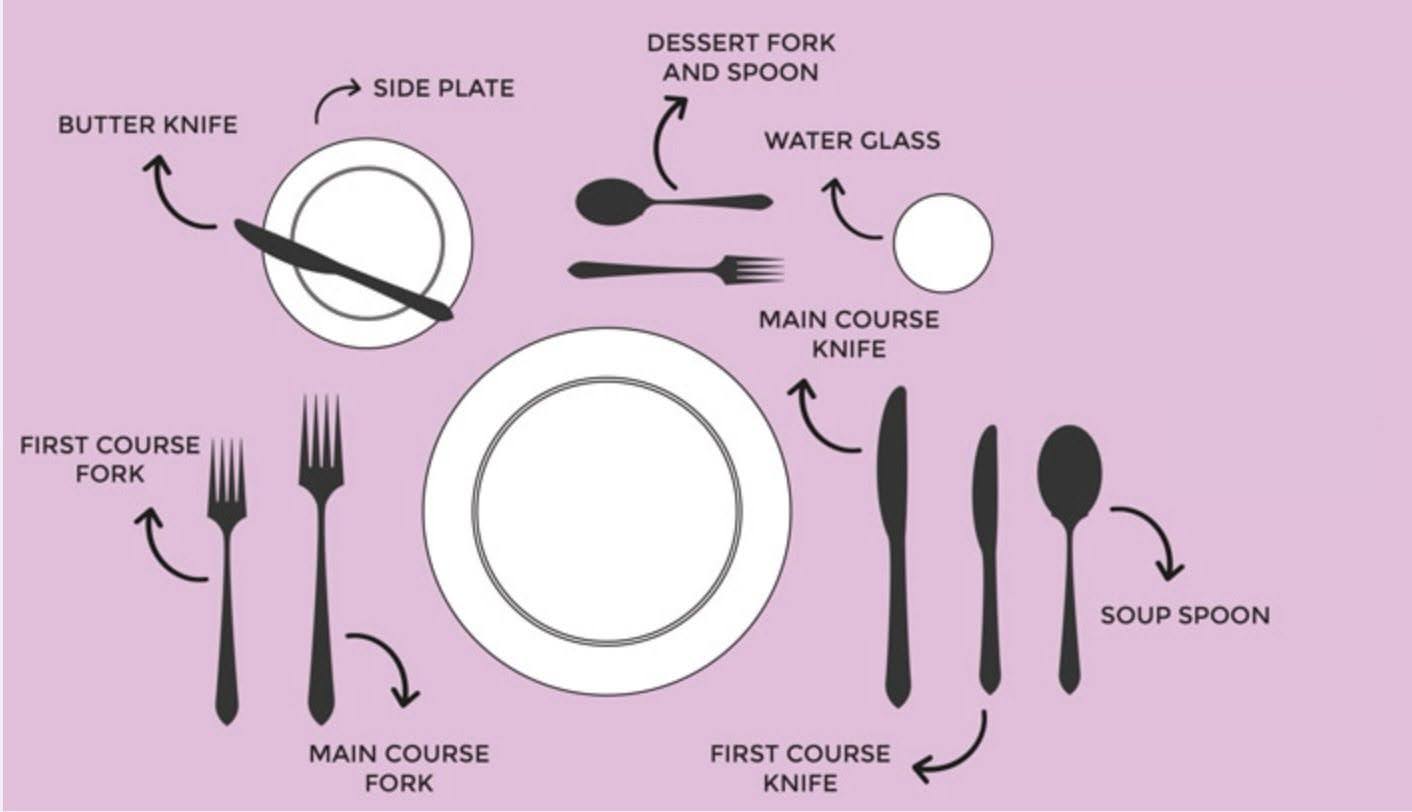 DESSERT FORK
AND SPOON
SIDE PLATE
BUTTER KNIFE
WATER GLASS
MAIN COURSE
KNIFE
FIRST COURSE
FORK
SOUP SPOON
MAIN COURSE
FORK
FIRST COURSE
KNIFE